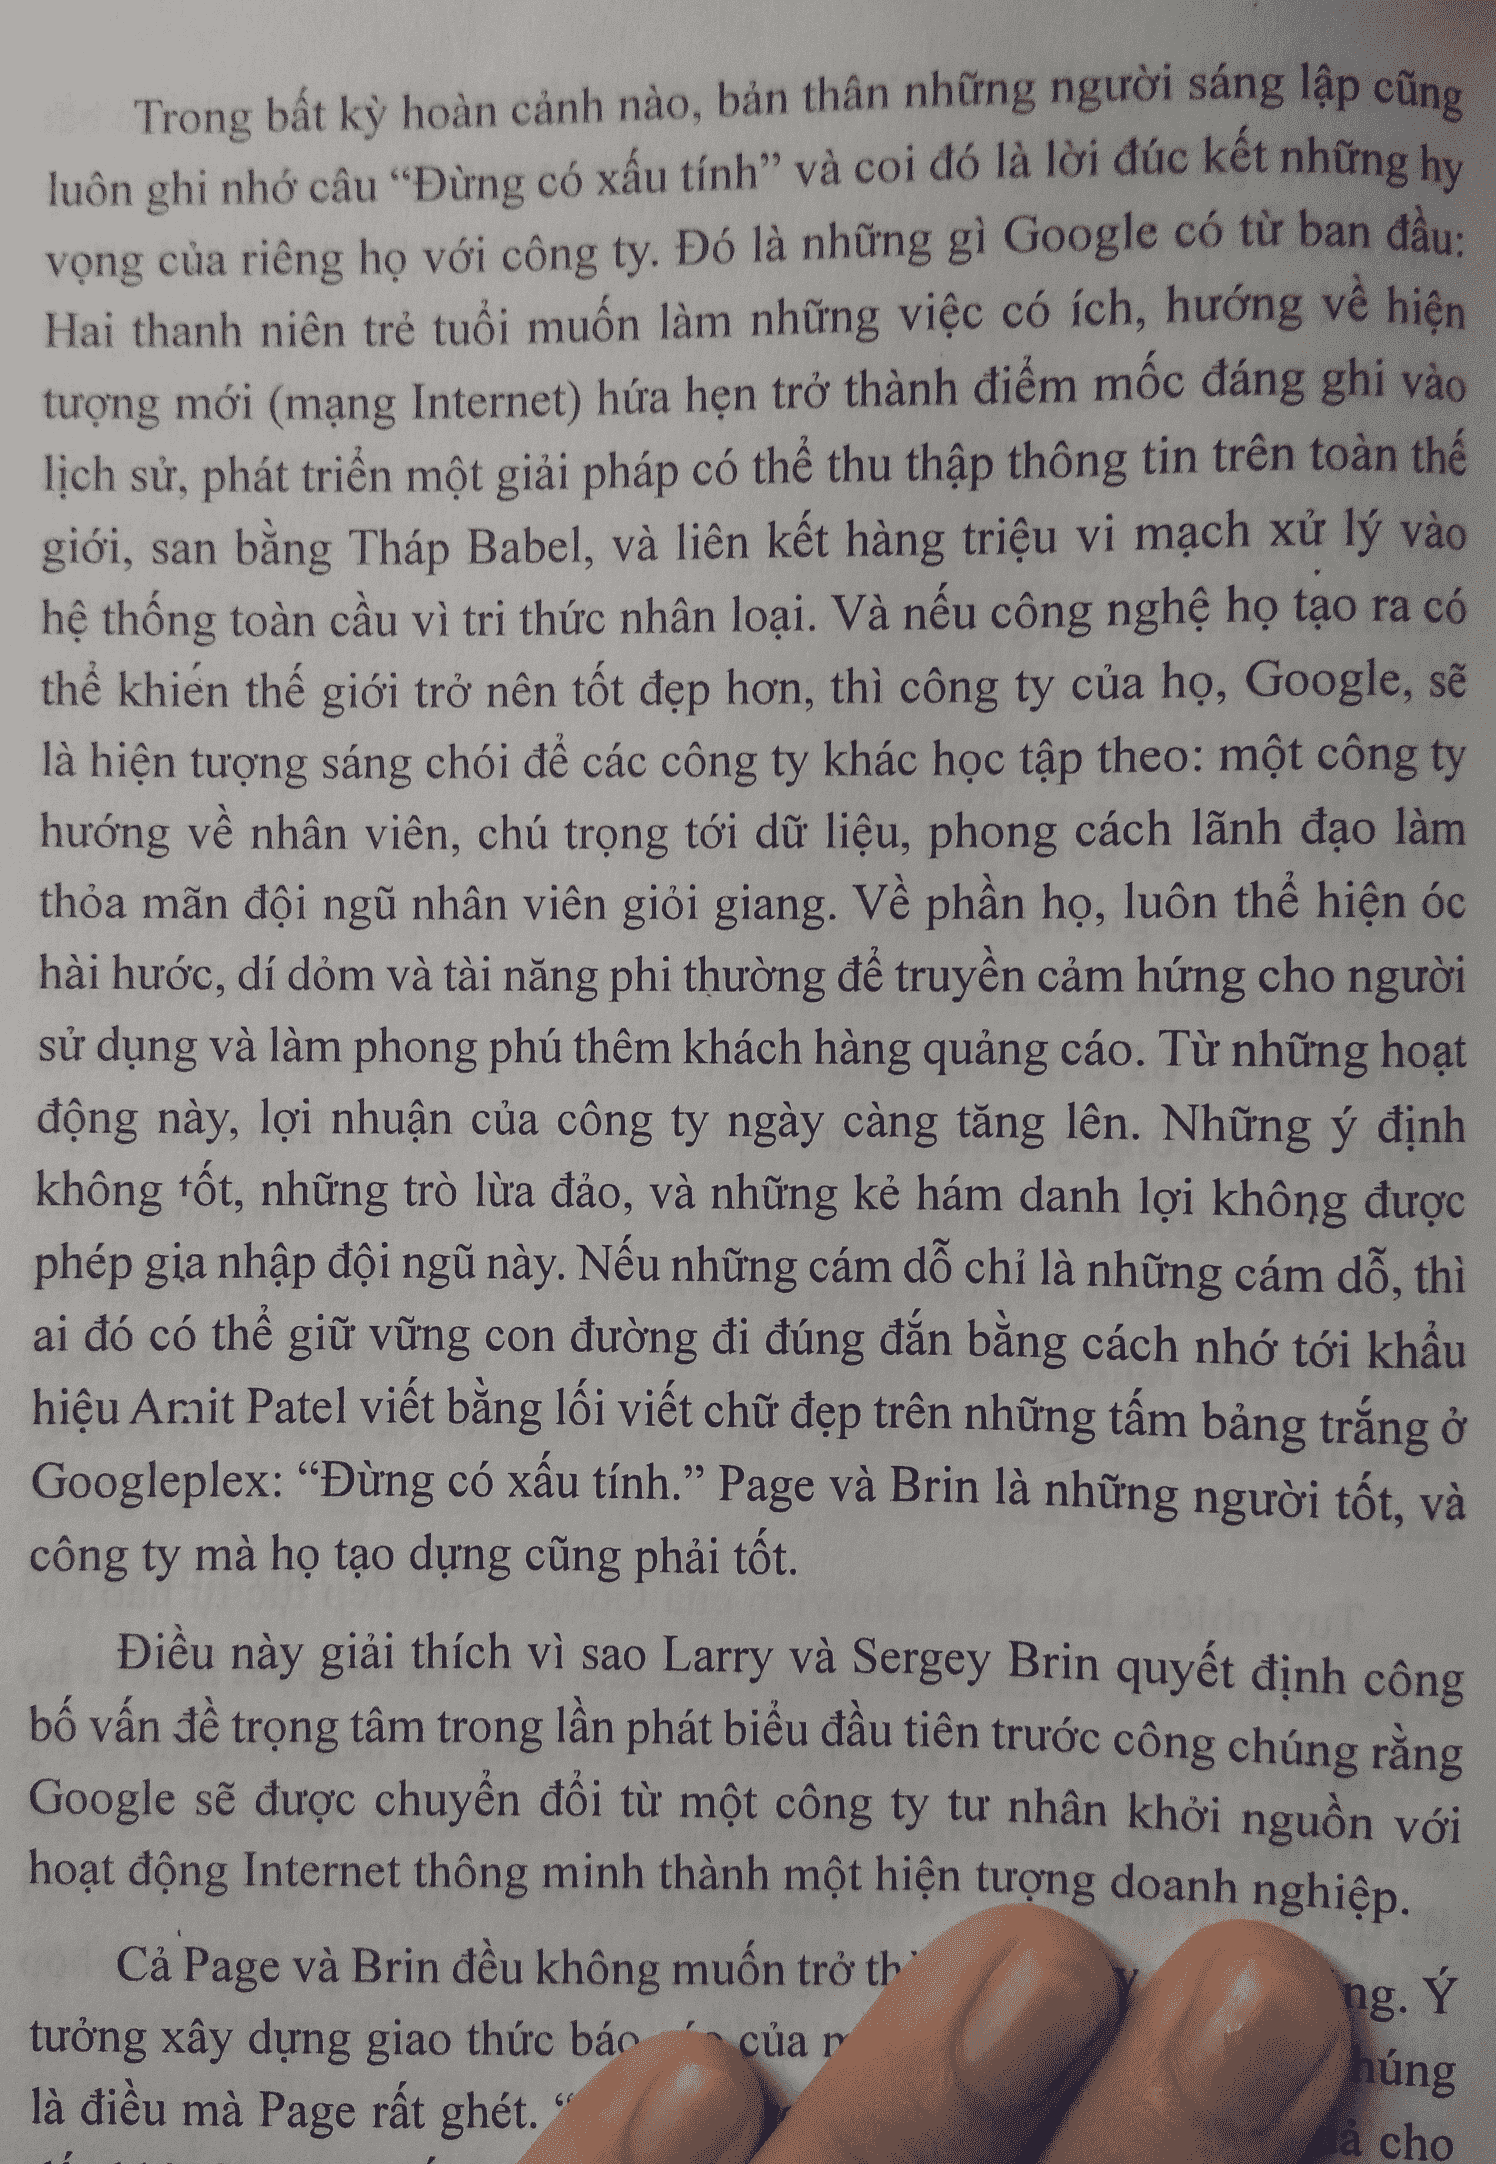 Trong bất kỳ hoàn cảnh nào, bản thân những người sáng lập cũng
luôn ghi nhớ câu “Đừng có xấu tính” và coi đó là lời đúc kết những hy
vọng của riêng họ với công ty. Đó là những gì Google có từ ban đầu:
Hai thanh niên trẻ tuổi muốn làm những việc có ích, hướng về hiện
tượng mới (mạng Internet) hứa hẹn trở thành điểm mốc đáng ghi vào
lịch sử, phát triển một giải pháp có thể thu thập thông tin trên toàn thế
giới, san bằng Tháp Babel, và liên kết hàng triệu vi mạch xử lý vào
hệ thống toàn cầu vì tri thức nhân loại. Và nếu công nghệ họ tạo ra có
thể khiến thế giới trở nên tốt đẹp hơn, thì công ty của họ, Google, sẽ
là hiện tượng sáng chói để các công ty khác học tập theo: một công ty
hướng về nhân viên, chú trọng tới dữ liệu, phong cách lãnh đạo làm
thỏa mãn đội ngũ nhân viên giỏi giang. Về phần họ, luôn thể hiện óc
hài hước, dí dỏm và tài năng phi thường để truyền cảm hứng cho người
sử dụng và làm phong phú thêm khách hàng quảng cáo. Từ những hoạt
động này, lợi nhuận của công ty ngày càng tăng lên. Những ý định
không tốt, những trò lừa đảo, và những kẻ hám danh lợi không được
phép gia nhập đội ngũ này. Nếu những cám dỗ chỉ là những cám dỗ, thì
ai đó có thể giữ vững con đường đi đúng đắn bằng cách nhớ tới khẩu
hiệu Amit Patel viết bằng lối viết chữ đẹp trên những tấm bảng trắng ở
Googleplex: “Đừng có xấu tính.” Page và Brin là những người tốt, và
công ty mà họ tạo dựng cũng phải tốt.
Điều này giải thích vì sao Larry và Sergey Brin quyết định công
bố vấn đề trọng tâm trong lần phát biểu đầu tiên trước công chúng rằng
Google sẽ được chuyển đổi từ một công ty tư nhân khởi nguồn với
hoạt động Internet thông minh thành một hiện tượng doanh nghiệp.
Cả Page và Brin đều không muốn trở Ý
tưởng xây dựng giao thức của
là điều mà Page rất ghét. “
cho